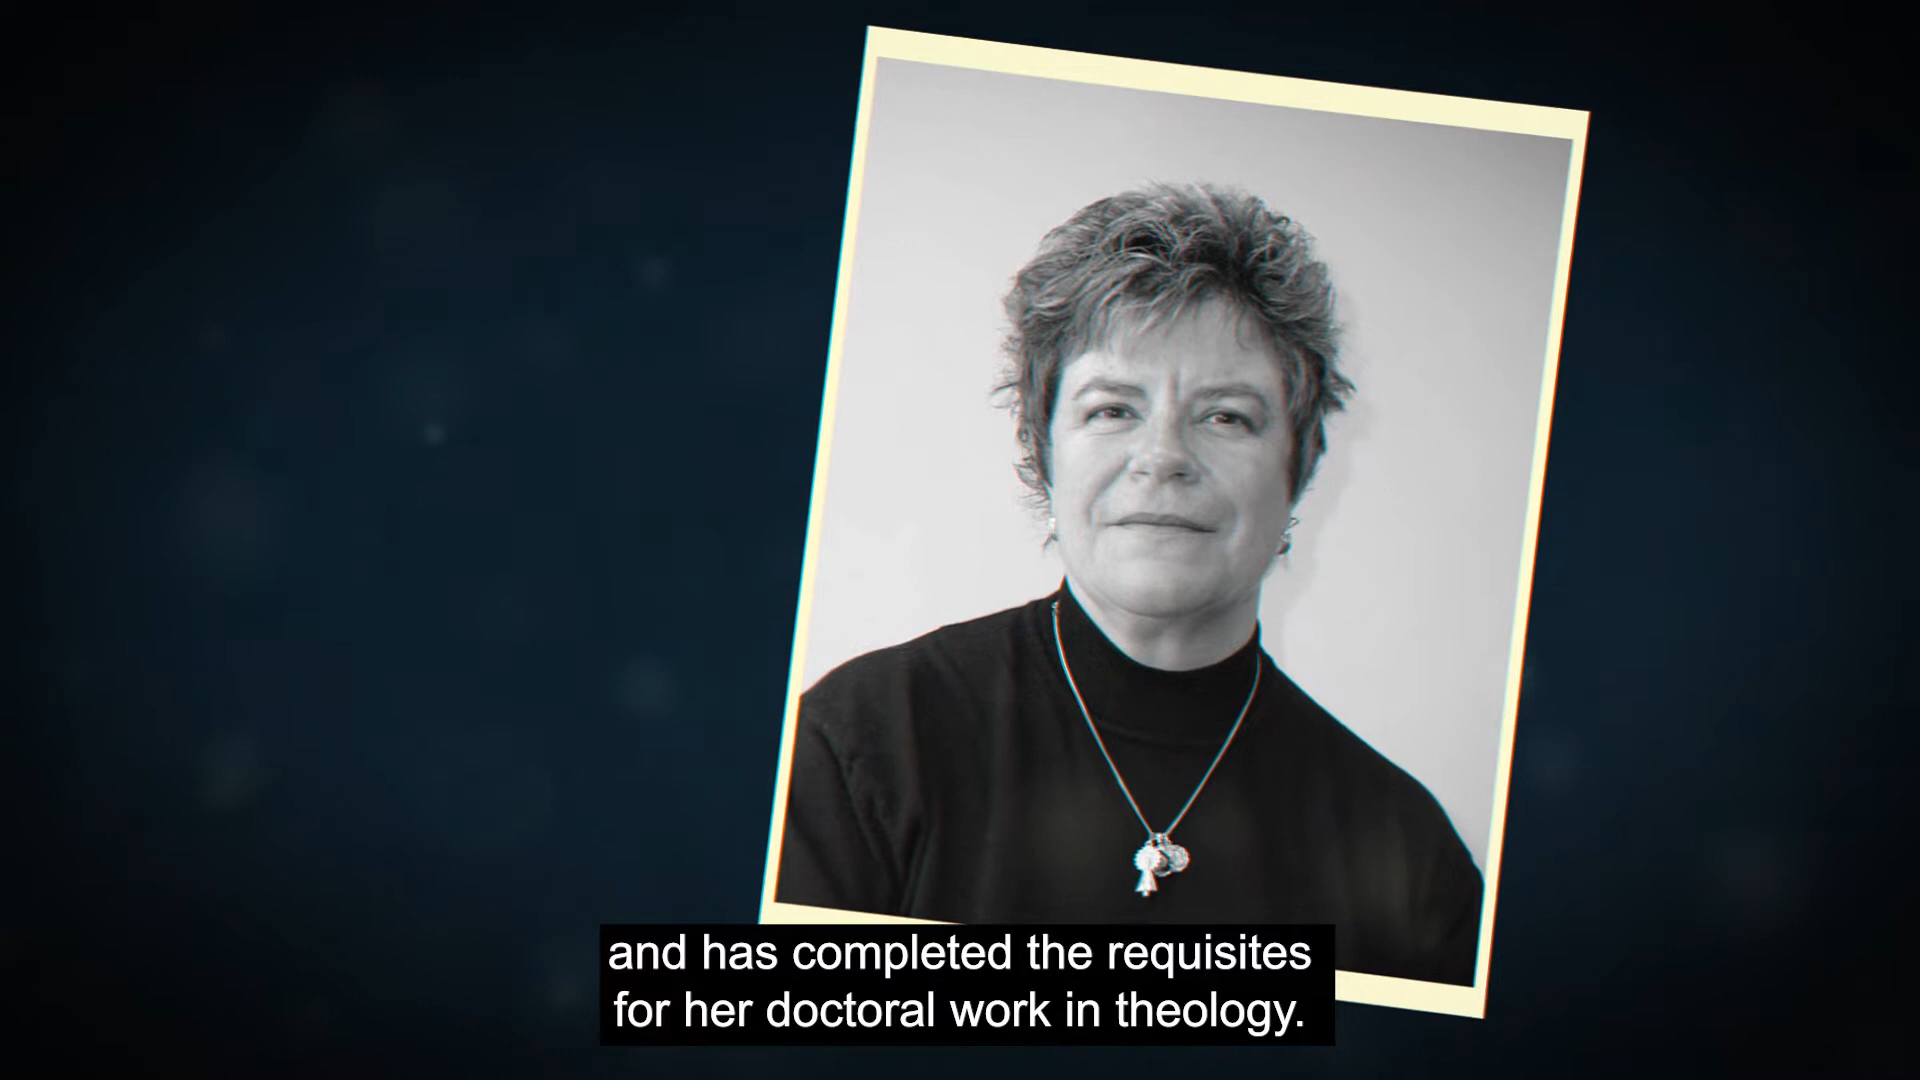 and has completed the requisites
for her doctoral work in theology.